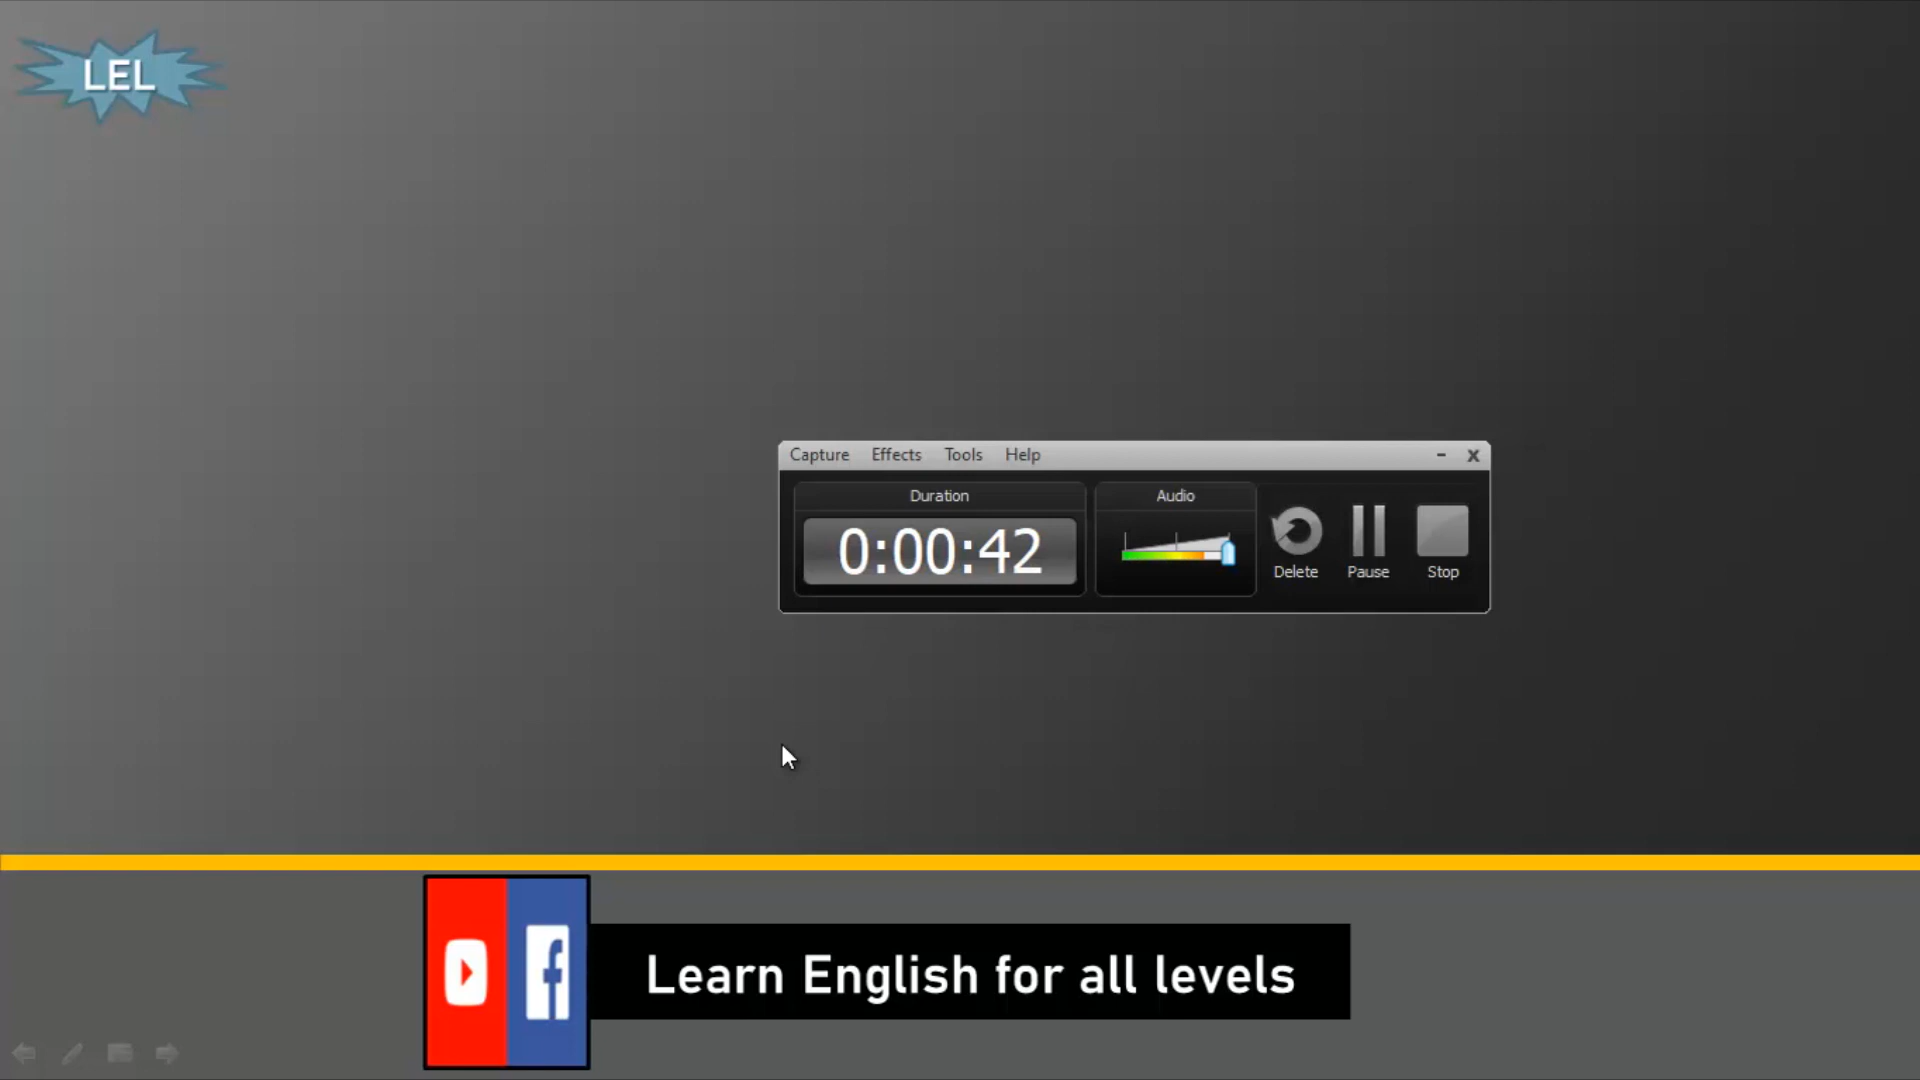 LEL
Capture Effects Tools Help
Duration
Audio
0:00:42
Delete Pause Stop
Learn English for all levels